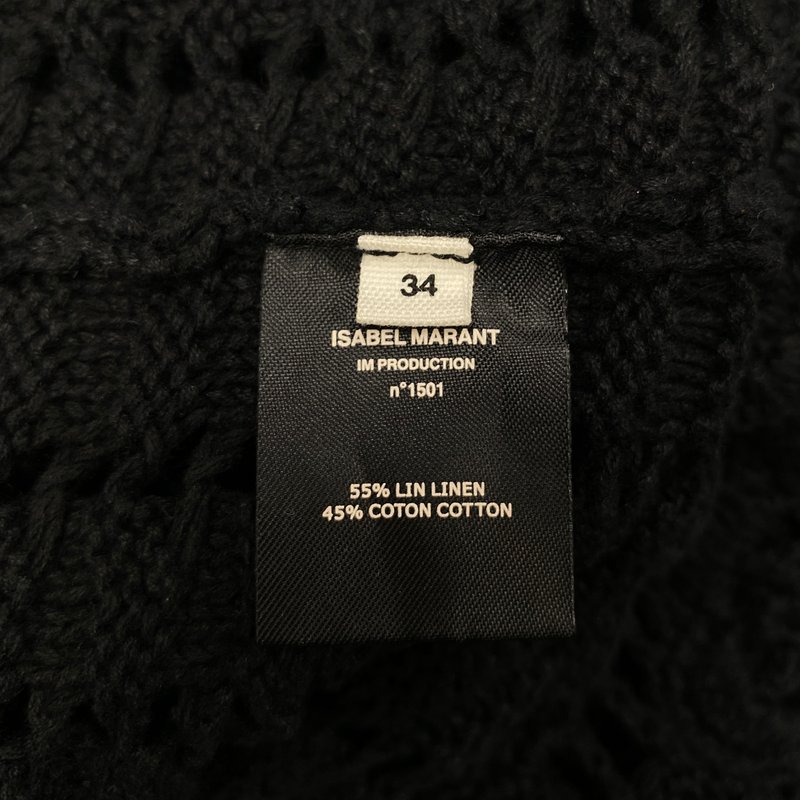 34
ISABEL MARANT
IM PRODUCTION
n°1501
55% LIN LINEN
45% COTON COTTON